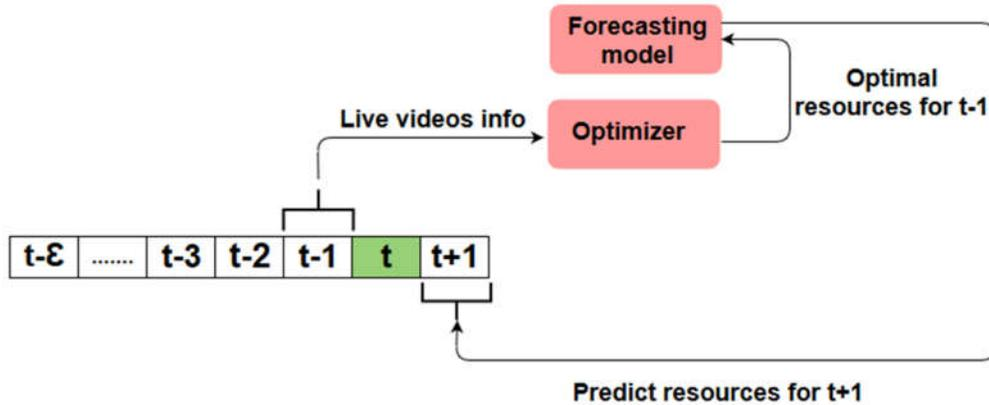 Forecasting
model
Optimal
resources for t-1
Live videos info
Optimizer
t-Ɛ ....... t-3 t-2 t-1 t t+1
Predict resources for t+1